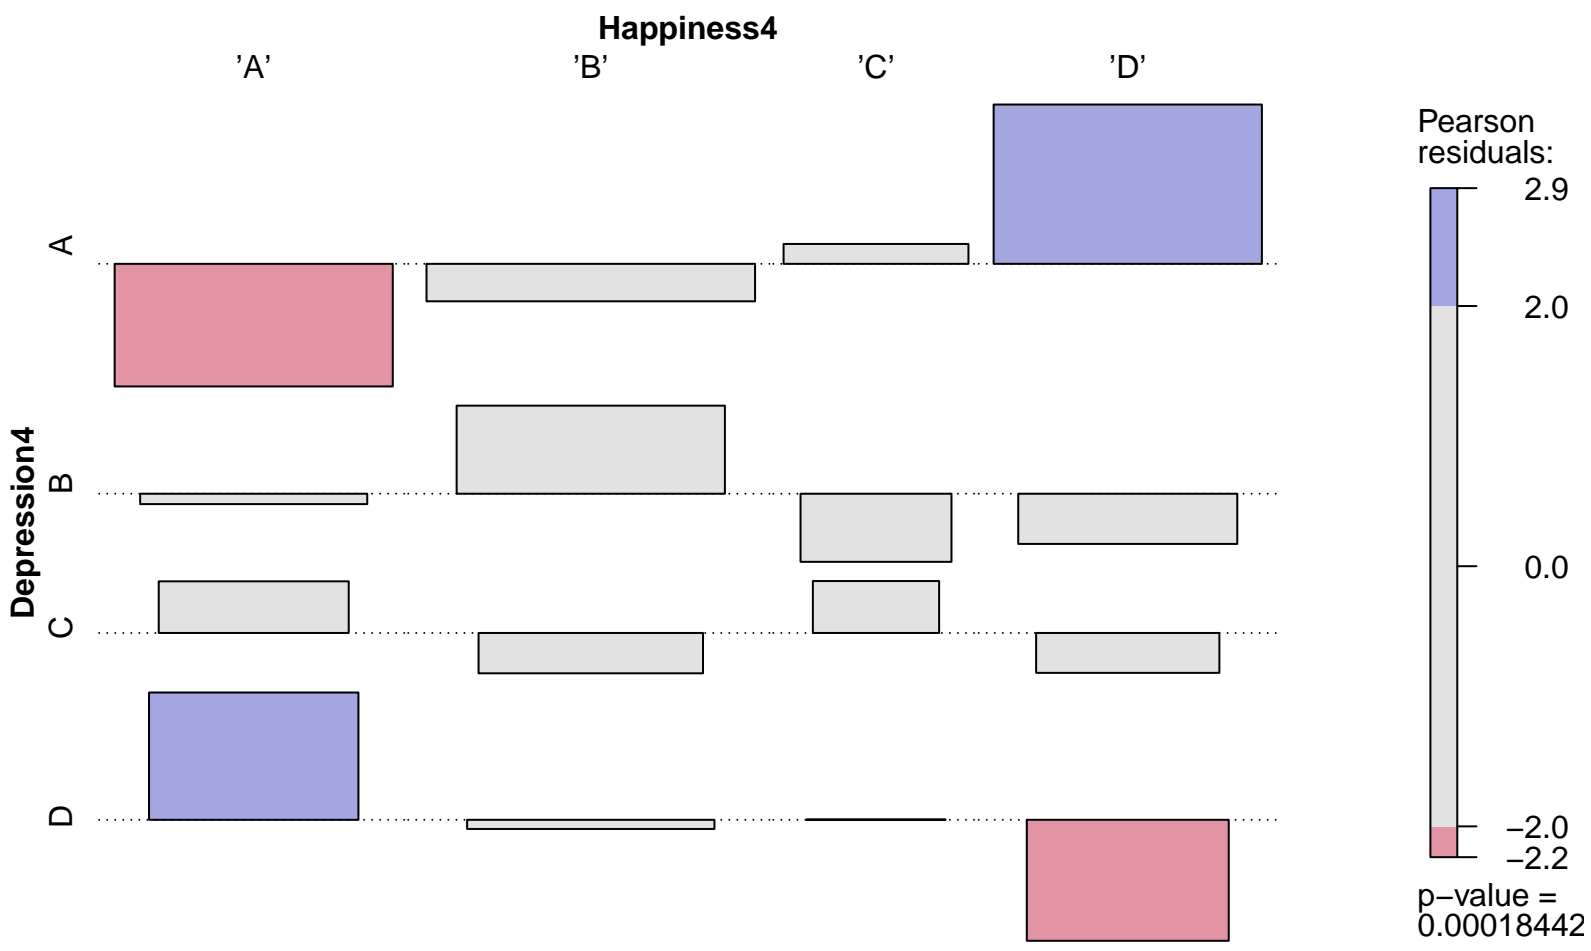 Happiness4
’A’ ’B’ ’C’ ’D’
Depression4
A
B
C
D
Pearson
residuals:
2.9
2.0
0.0
−2.0
−2.2
p−value =
0.00018442